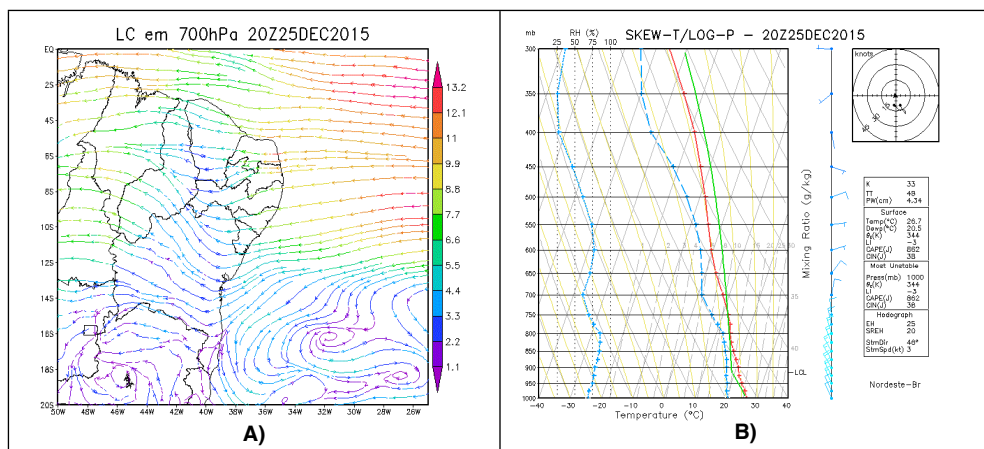 LC em 700hPa 20Z25DEC2015
EQ
2S
4S
6S
8S
10S
12S
14S
16S
18S
20S
50W 48W 46W 44W 42W 40W 38W 36W 34W 32W 30W 28W 26W
13.2
12.1
11
9.9
8.8
7.7
6.6
5.5
4.4
3.3
2.2
1.1
A)
SKEW-T/LOG-P - 20Z25DEC2015
mb
RH (%)
25 50 75 100
300
350
400
450
500
550
600
650
700
750
800
850
900
950
1000
-40 -30 -20 -10 0 10 20 30 40
Temperature (°C)
Mixing Ratio (g/kg)
LCL
knots
15
30
45
K 33
TT 49
PW(cm) 4.34
Surface
Temp(°C) 26.7
Dewp(°C) 20.5
θE(K) 344
LI -3
CAPE(J) 862
CIN(J) 38
Most Unstable
Press(mb) 1000
θE(K) 344
LI -3
CAPE(J) 862
CIN(J) 38
Hodograph
EH 25
SREH 20
StmDir 48°
StmSpd(kt) 3
Nordeste-Br
B)